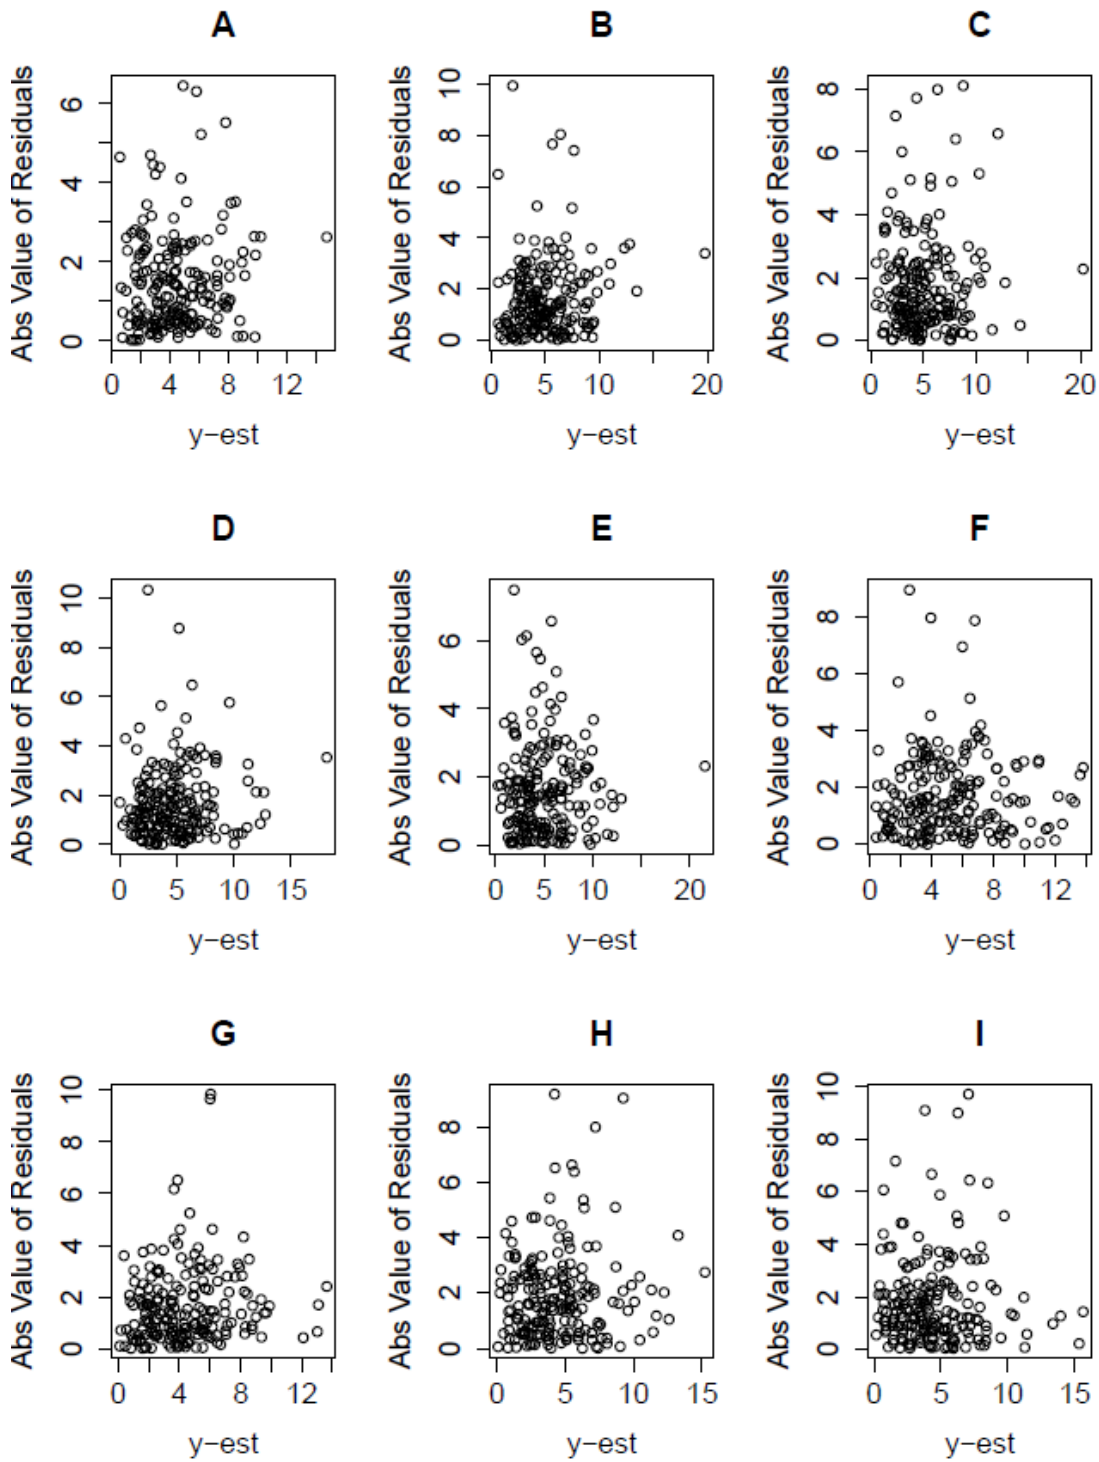 A B C
Abs Value of Residuals
0 2 4 6
0 4 8 12
y-est
Abs Value of Residuals
0 2 4 6 8 10
0 5 10 20
y-est
Abs Value of Residuals
0 2 4 6 8
0 5 10 20
y-est
D E F
Abs Value of Residuals
0 2 4 6 8 10
0 5 10 15
y-est
Abs Value of Residuals
0 2 4 6
0 5 10 20
y-est
Abs Value of Residuals
0 2 4 6 8
0 4 8 12
y-est
G H I
Abs Value of Residuals
0 2 4 6 8 10
0 4 8 12
y-est
Abs Value of Residuals
0 2 4 6 8
0 5 10 15
y-est
Abs Value of Residuals
0 2 4 6 8 10
0 5 10 15
y-est